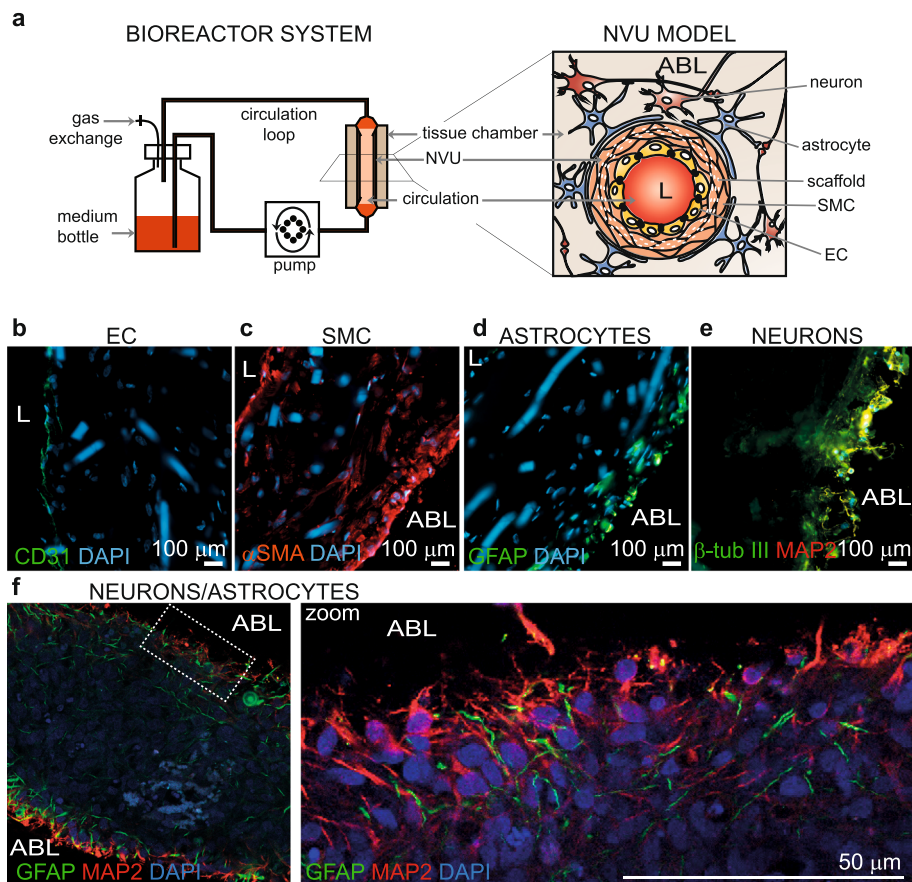 a
BIOREACTOR SYSTEM
NVU MODEL
gas
exchange
circulation
loop
medium
bottle
pump
tissue chamber
NVU
circulation
ABL
L
neuron
astrocyte
scaffold
SMC
EC
b
EC
L
CD31 DAPI
100 μm
c
SMC
L
ABL
αSMA DAPI
100 μm
d
ASTROCYTES
L
ABL
GFAP DAPI
100 μm
e
NEURONS
ABL
β-tub III MAP2
100 μm
f
NEURONS/ASTROCYTES
ABL
ABL
GFAP MAP2 DAPI
zoom
ABL
GFAP MAP2 DAPI
50 μm